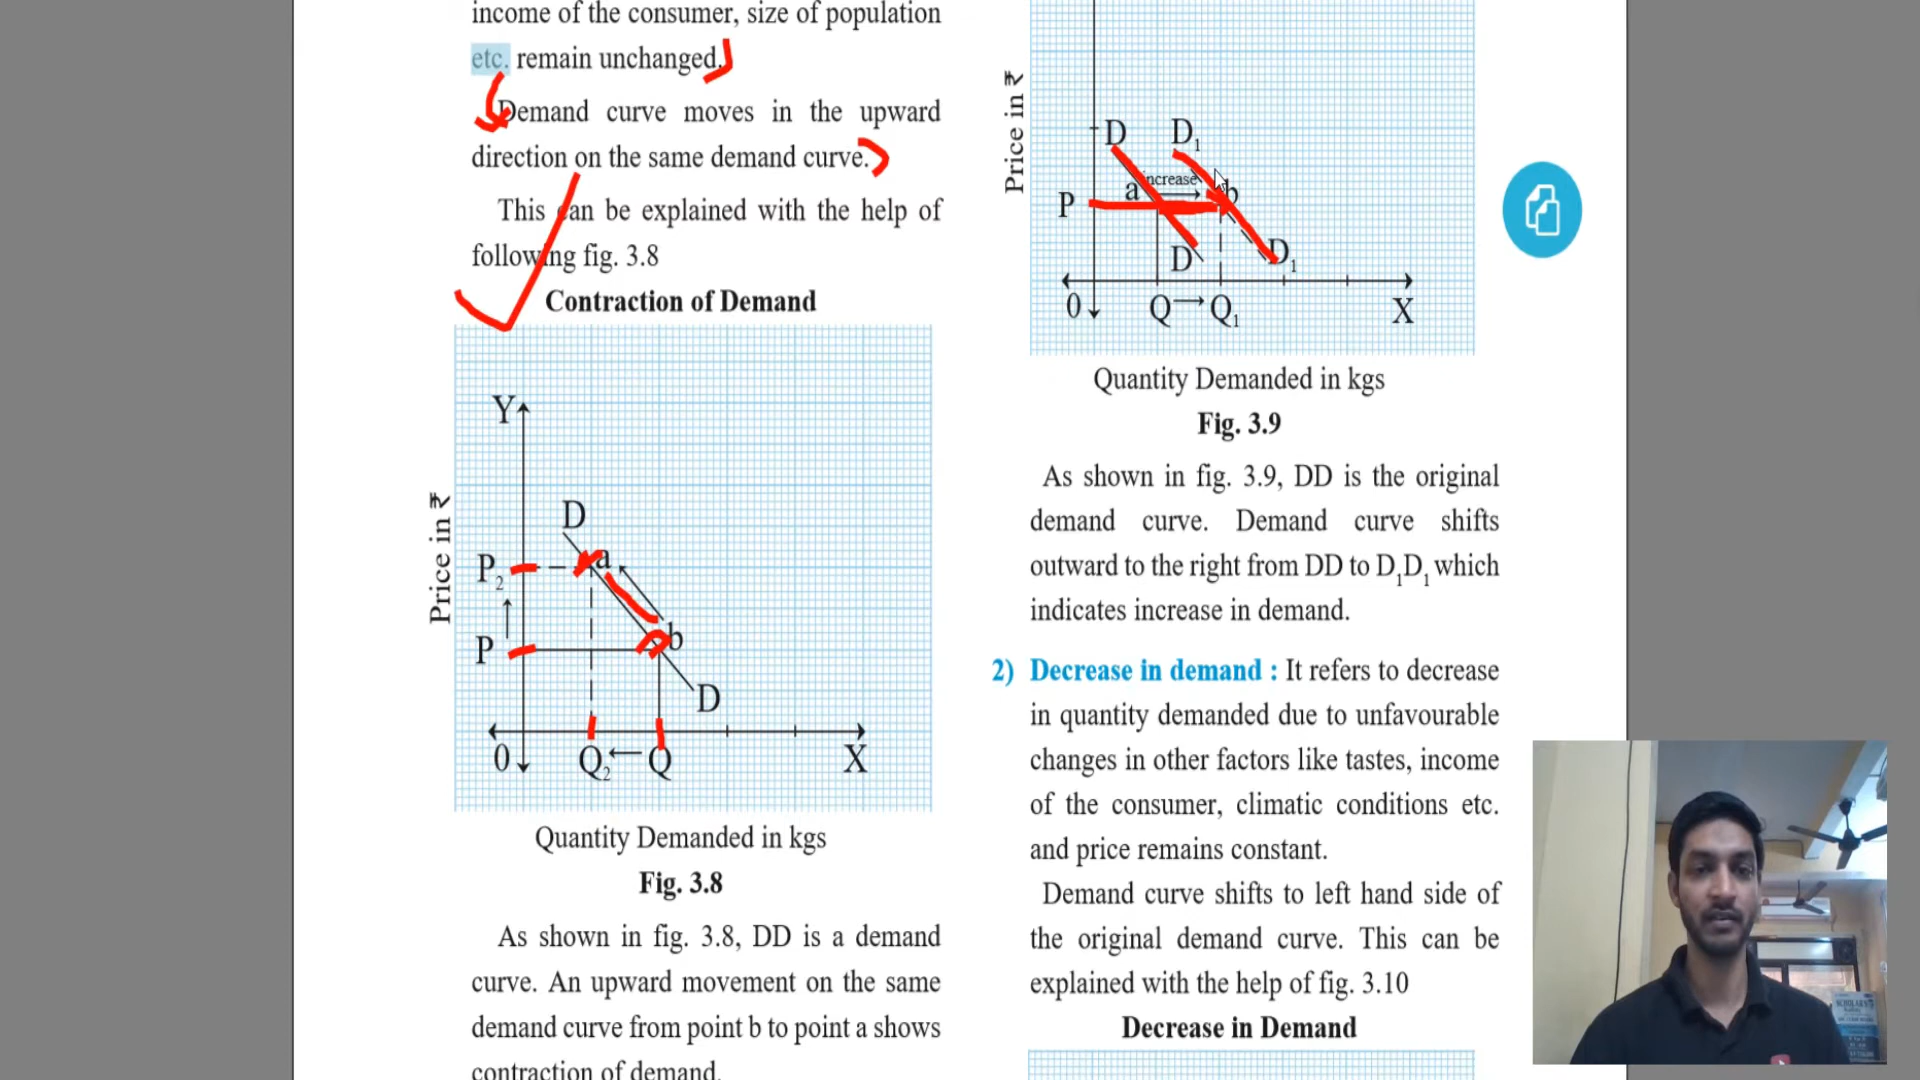 income of the consumer, size of population
etc. remain unchanged.
Demand curve moves in the upward
direction on the same demand curve.
This can be explained with the help of
following fig. 3.8
Contraction of Demand
Y
Price in ₹
D
P₂
a
P
b
D
0
Q₂ ← Q
X
Quantity Demanded in kgs
Fig. 3.8
As shown in fig. 3.8, DD is a demand
curve. An upward movement on the same
demand curve from point b to point a shows
contraction of demand.
Price in ₹
D D₁
increase
a b
P
D D₁
0
Q → Q₁
X
Quantity Demanded in kgs
Fig. 3.9
As shown in fig. 3.9, DD is the original
demand curve. Demand curve shifts
outward to the right from DD to D₁D₁ which
indicates increase in demand.
2) Decrease in demand : It refers to decrease
in quantity demanded due to unfavourable
changes in other factors like tastes, income
of the consumer, climatic conditions etc.
and price remains constant.
Demand curve shifts to left hand side of
the original demand curve. This can be
explained with the help of fig. 3.10
Decrease in Demand